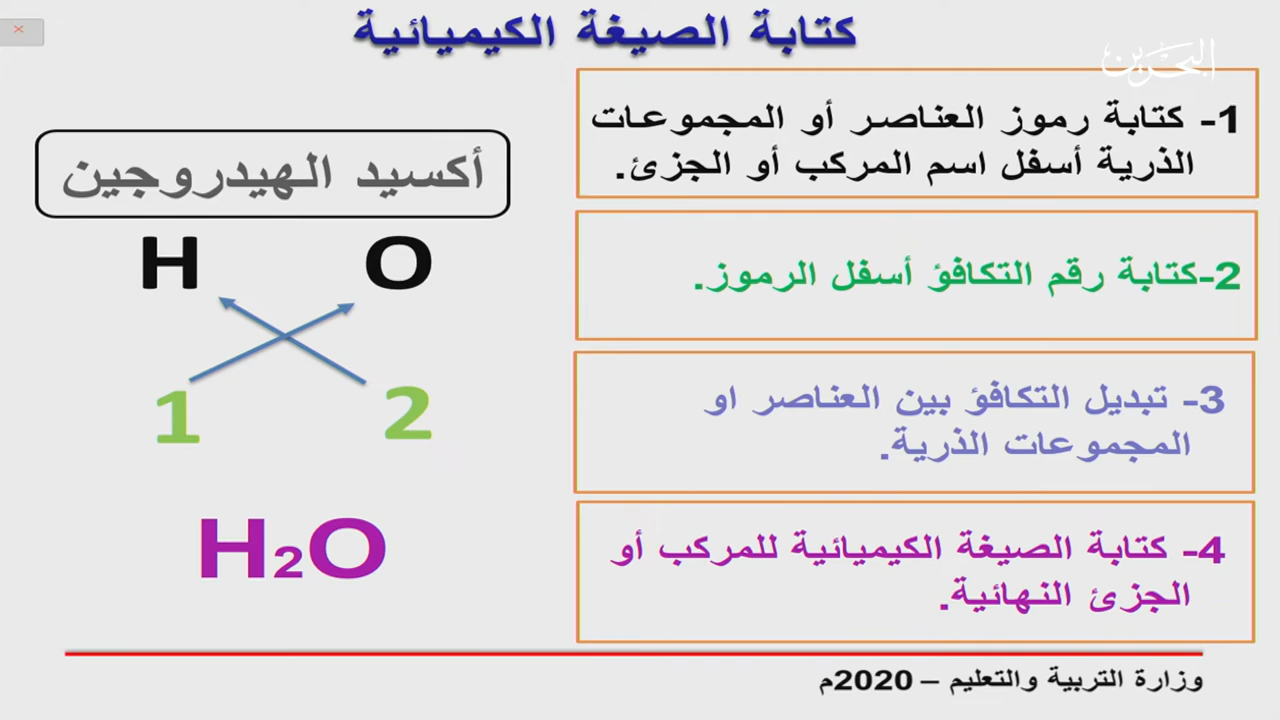 كتابة الصيغة الكيميائية
البحرين
1- كتابة رموز العناصر أو المجموعات
الذرية أسفل اسم المركب أو الجزئ.
2-كتابة رقم التكافؤ أسفل الرموز.
3- تبديل التكافؤ بين العناصر او
المجموعات الذرية.
4- كتابة الصيغة الكيميائية للمركب أو
الجزئ النهائية.
أكسيد الهيدروجين
H O
1 2
H₂O
وزارة التربية والتعليم – 2020م